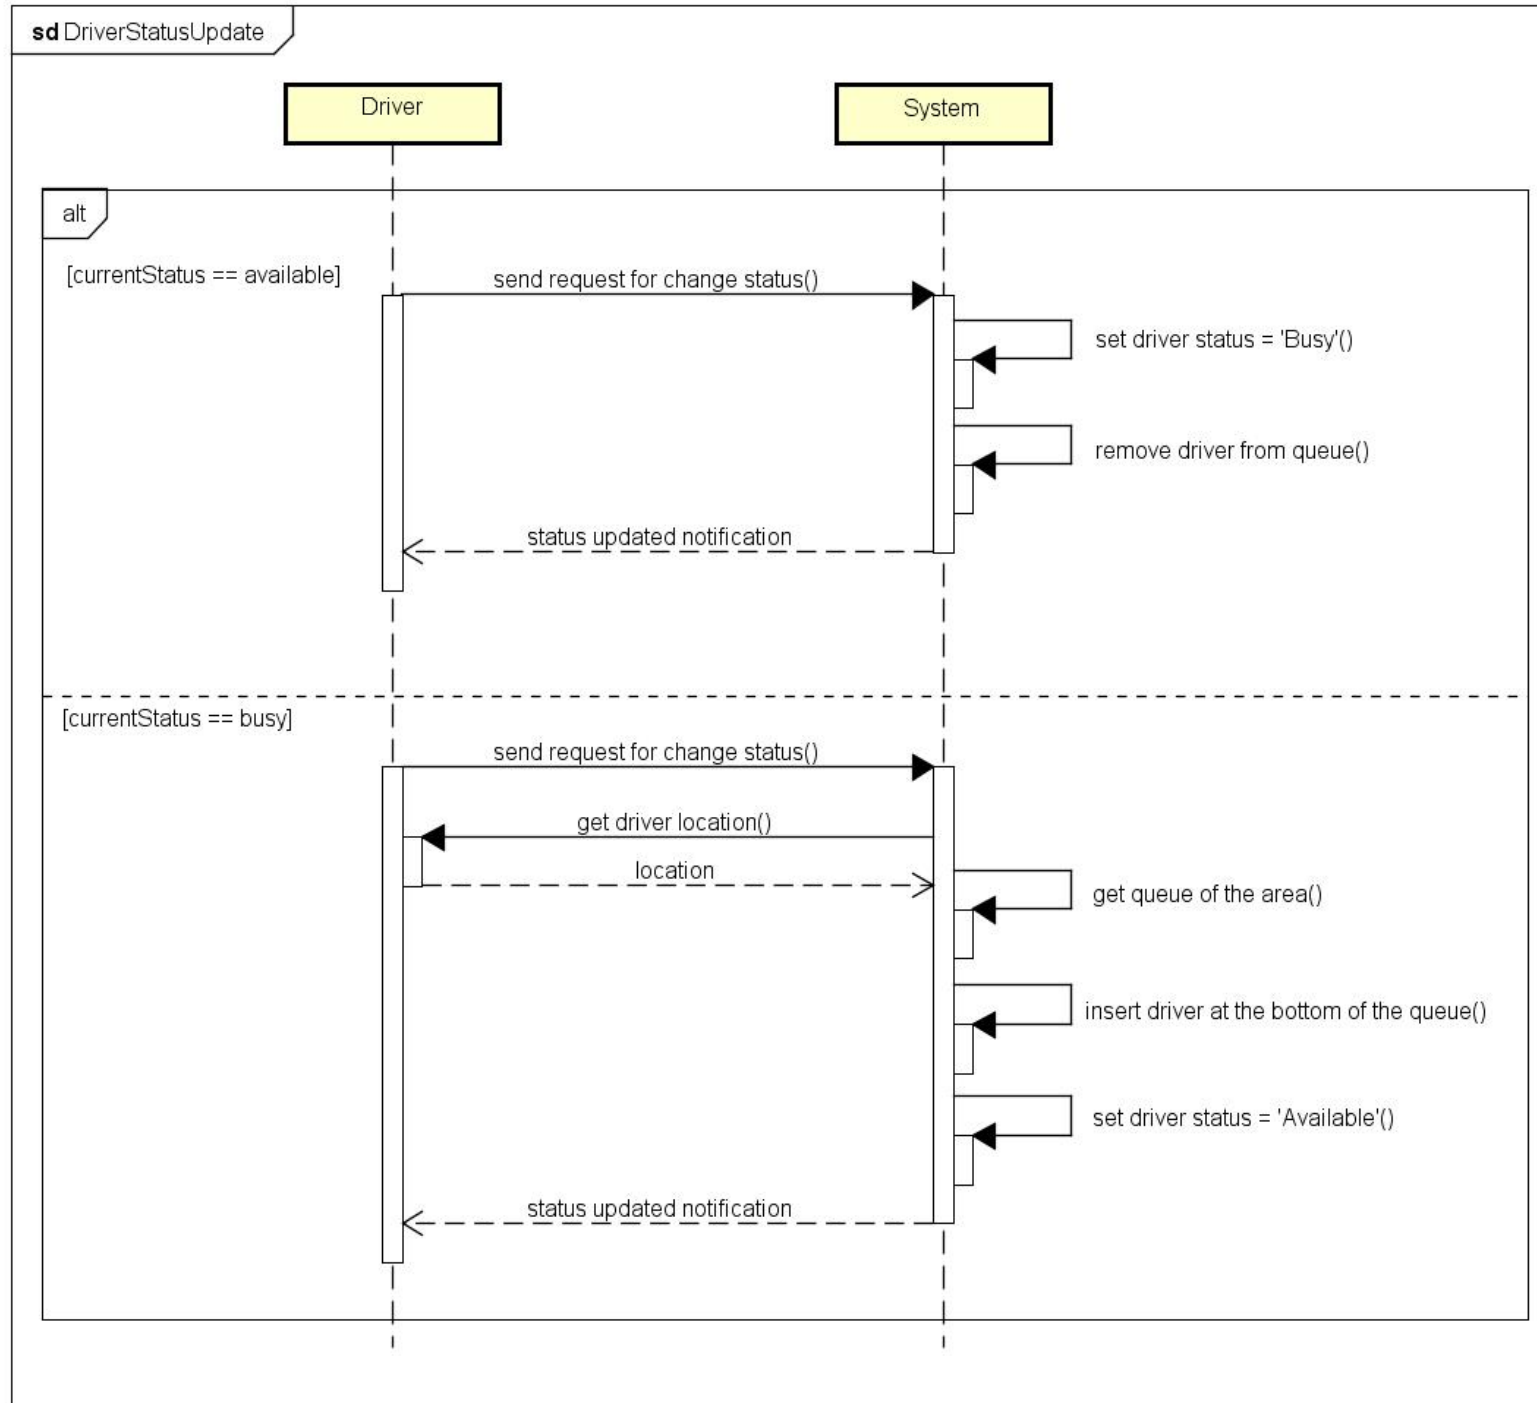 sd DriverStatusUpdate
Driver
System
alt
[currentStatus == available]
send request for change status()
set driver status = 'Busy'()
remove driver from queue()
status updated notification
[currentStatus == busy]
send request for change status()
get driver location()
location
get queue of the area()
insert driver at the bottom of the queue()
set driver status = 'Available'()
status updated notification